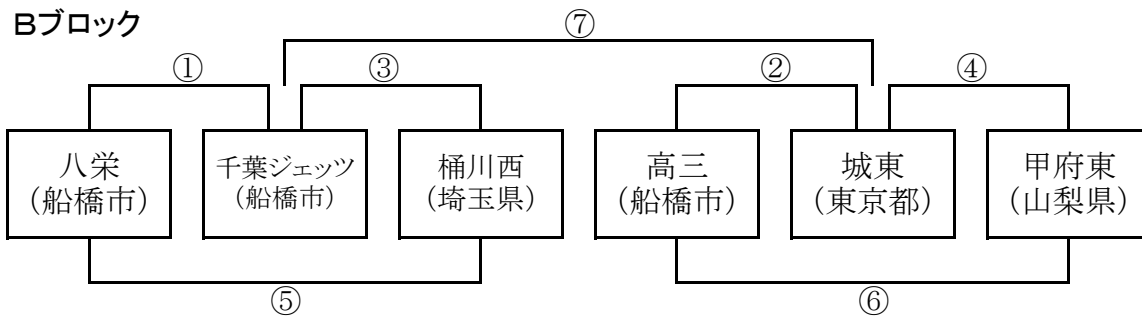 Bブロック
⑦
① ③ ② ④
八栄
(船橋市)
千葉ジェッツ
(船橋市)
桶川西
(埼玉県)
高三
(船橋市)
城東
(東京都)
甲府東
(山梨県)
⑤ ⑥